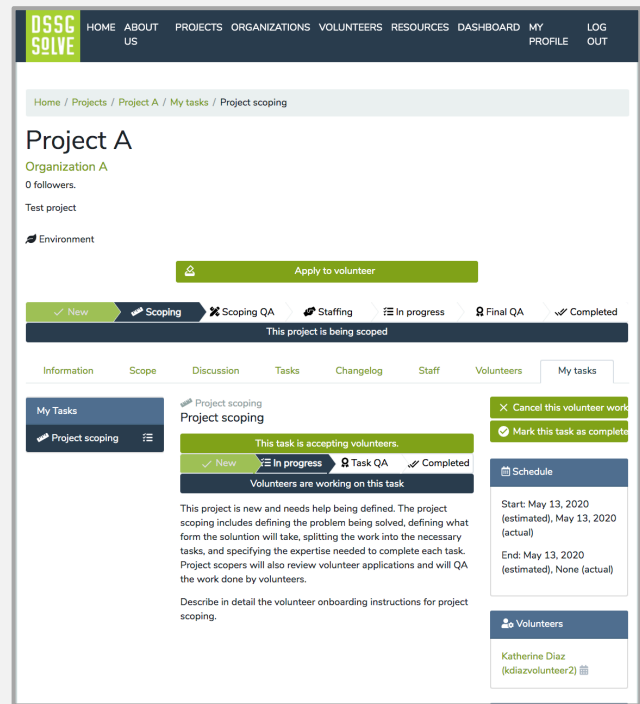 DSSG
SOLVE
HOME ABOUT US PROJECTS ORGANIZATIONS VOLUNTEERS RESOURCES DASHBOARD MY PROFILE LOG OUT
Home / Projects / Project A / My tasks / Project scoping
Project A
Organization A
0 followers.
Test project
Environment
Apply to volunteer
New Scoping Scoping QA Staffing In progress Final QA Completed
This project is being scoped
Information Scope Discussion Tasks Changelog Staff Volunteers My tasks
My Tasks
Project scoping
Project scoping
Project scoping
This task is accepting volunteers.
New In progress Task QA Completed
Volunteers are working on this task
This project is new and needs help being defined. The project
scoping includes defining the problem being solved, defining what
form the soluntion will take, splitting the work into the necessary
tasks, and specifying the expertise needed to complete each task.
Project scopers will also review volunteer applications and will QA
the work done by volunteers.
Describe in detail the volunteer onboarding instructions for project
scoping.
Cancel this volunteer work
Mark this task as complete
Schedule
Start: May 13, 2020
(estimated), May 13, 2020
(actual)
End: May 13, 2020
(estimated), None (actual)
Volunteers
Katherine Diaz
(kdiazvolunteer2)